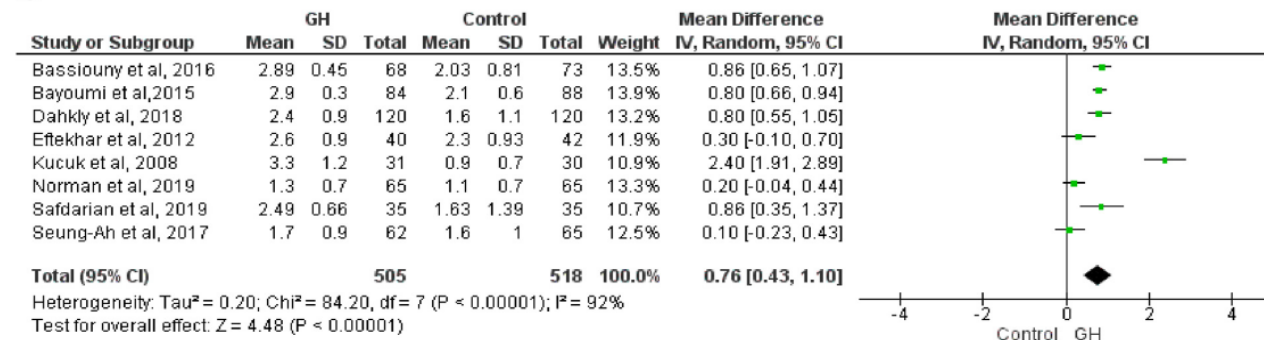 GH Control Mean Difference Mean Difference
Study or Subgroup Mean SD Total Mean SD Total Weight IV, Random, 95% CI IV, Random, 95% CI
Bassiouny et al, 2016 2.89 0.45 68 2.03 0.81 73 13.5% 0.86 [0.65, 1.07]
Bayoumi et al,2015 2.9 0.3 84 2.1 0.6 88 13.9% 0.80 [0.66, 0.94]
Dahkly et al, 2018 2.4 0.9 120 1.6 1.1 120 13.2% 0.80 [0.55, 1.05]
Eftekhar et al, 2012 2.6 0.9 40 2.3 0.93 42 11.9% 0.30 [-0.10, 0.70]
Kucuk et al, 2008 3.3 1.2 31 0.9 0.7 30 10.9% 2.40 [1.91, 2.89]
Norman et al, 2019 1.3 0.7 65 1.1 0.7 65 13.3% 0.20 [-0.04, 0.44]
Safdarian et al, 2019 2.49 0.66 35 1.63 1.39 35 10.7% 0.86 [0.35, 1.37]
Seung-Ah et al, 2017 1.7 0.9 62 1.6 1 65 12.5% 0.10 [-0.23, 0.43]
Total (95% CI) 505 518 100.0% 0.76 [0.43, 1.10]
Heterogeneity: Tau² = 0.20; Chi² = 84.20, df = 7 (P < 0.00001); I² = 92%
Test for overall effect: Z = 4.48 (P < 0.00001)
-4 -2 0 2 4
Control GH